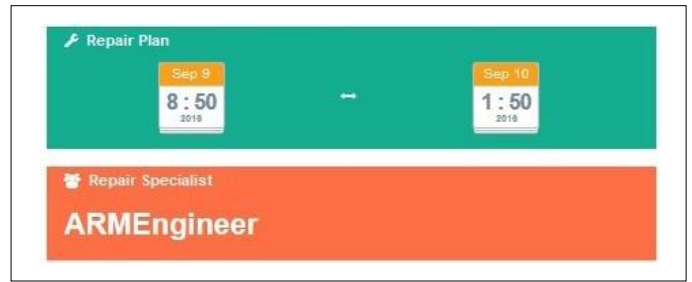 Repair Plan
Sep 9 Sep 10
8 : 50 1 : 50
2016 2016
Repair Specialist
ARMEngineer